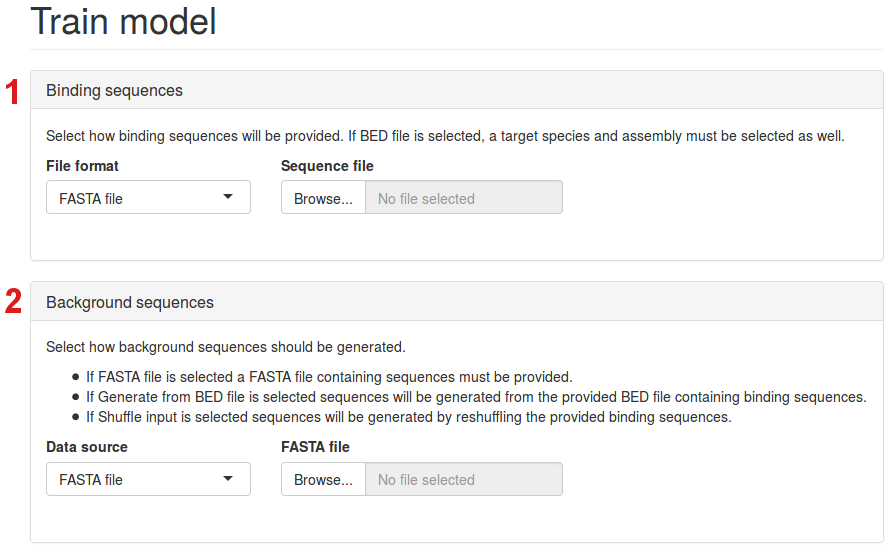 Train model
1
Binding sequences
Select how binding sequences will be provided. If BED file is selected, a target species and assembly must be selected as well.
File format
Sequence file
FASTA file
Browse...
No file selected
2
Background sequences
Select how background sequences should be generated.
● If FASTA file is selected a FASTA file containing sequences must be provided.
● If Generate from BED file is selected sequences will be generated from the provided BED file containing binding sequences.
● If Shuffle input is selected sequences will be generated by reshuffling the provided binding sequences.
Data source
FASTA file
FASTA file
Browse...
No file selected